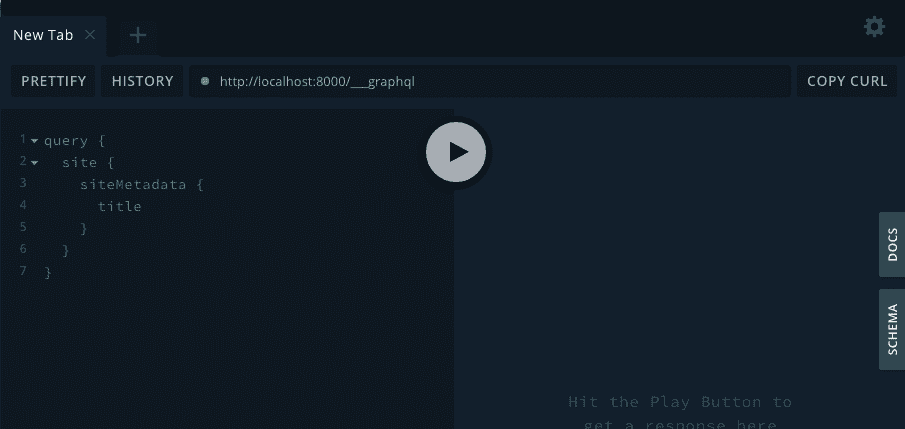 New Tab
PRETTIFY HISTORY http://localhost:8000/___graphql COPY CURL
1 query {
2 site {
3 siteMetadata {
4 title
5 }
6 }
7 }
DOCS
SCHEMA
Hit the Play Button to
get a response here